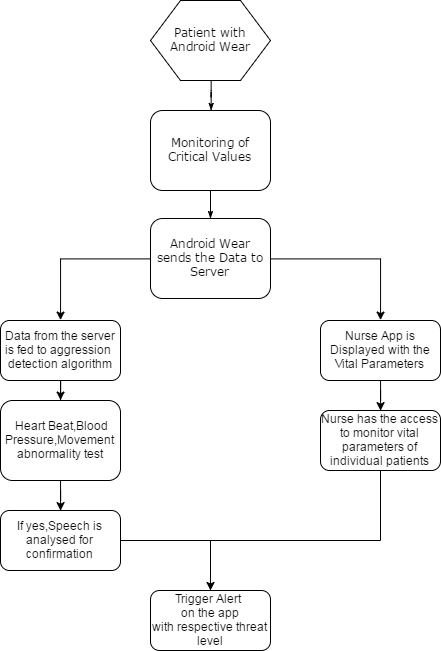 Patient with
Android Wear
Monitoring of
Critical Values
Android Wear
sends the Data to
Server
Data from the server
is fed to aggression
detection algorithm
Nurse App is
Displayed with the
Vital Parameters
Heart Beat,Blood
Pressure,Movement
abnormality test
Nurse has the access
to monitor vital
parameters of
individual patients
If yes,Speech is
analysed for
confirmation
Trigger Alert
on the app
with respective threat
level